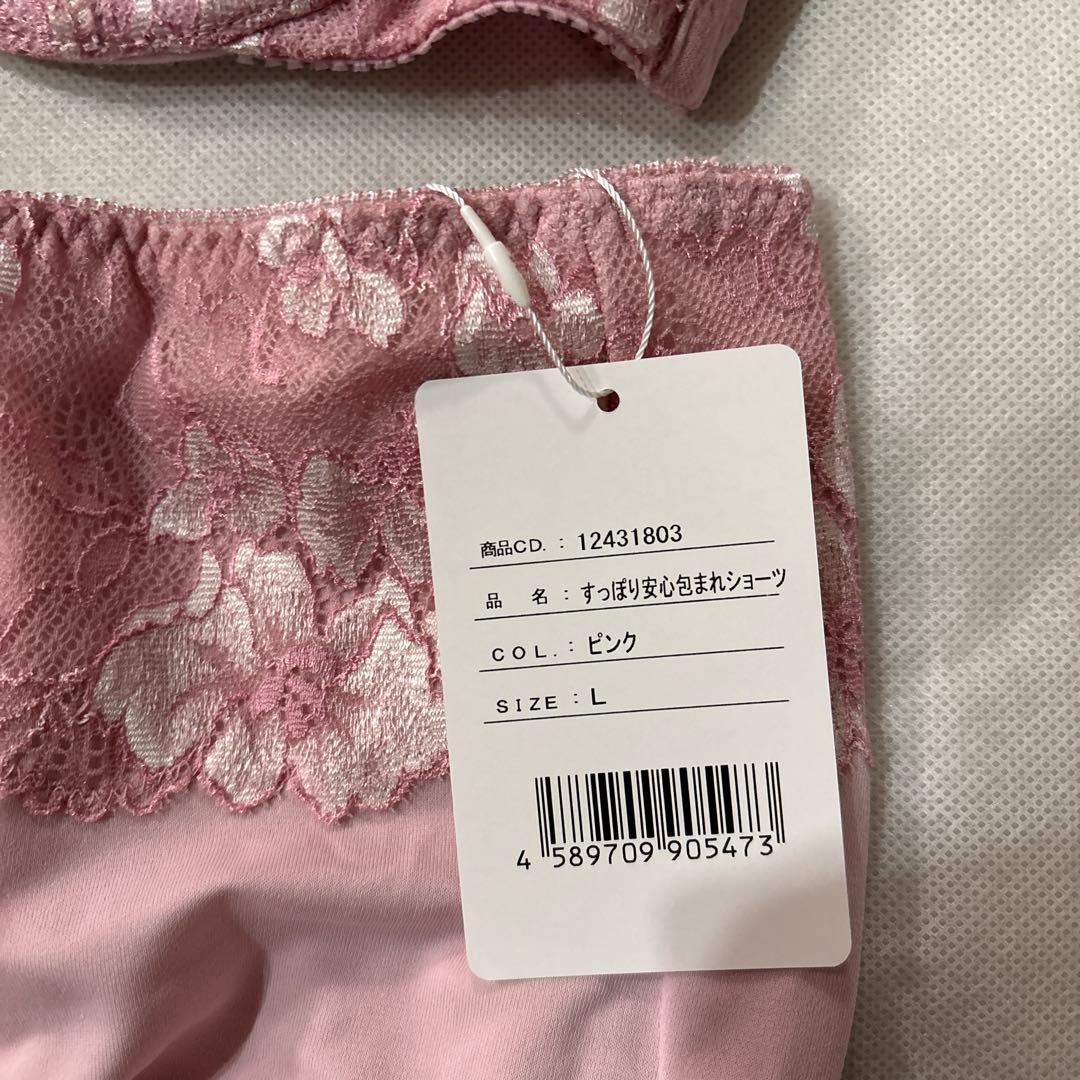 商品CD. : 12431803
品 名 : すっぽり安心包まれショーツ
COL. : ピンク
SIZE : L
4 589709 905473